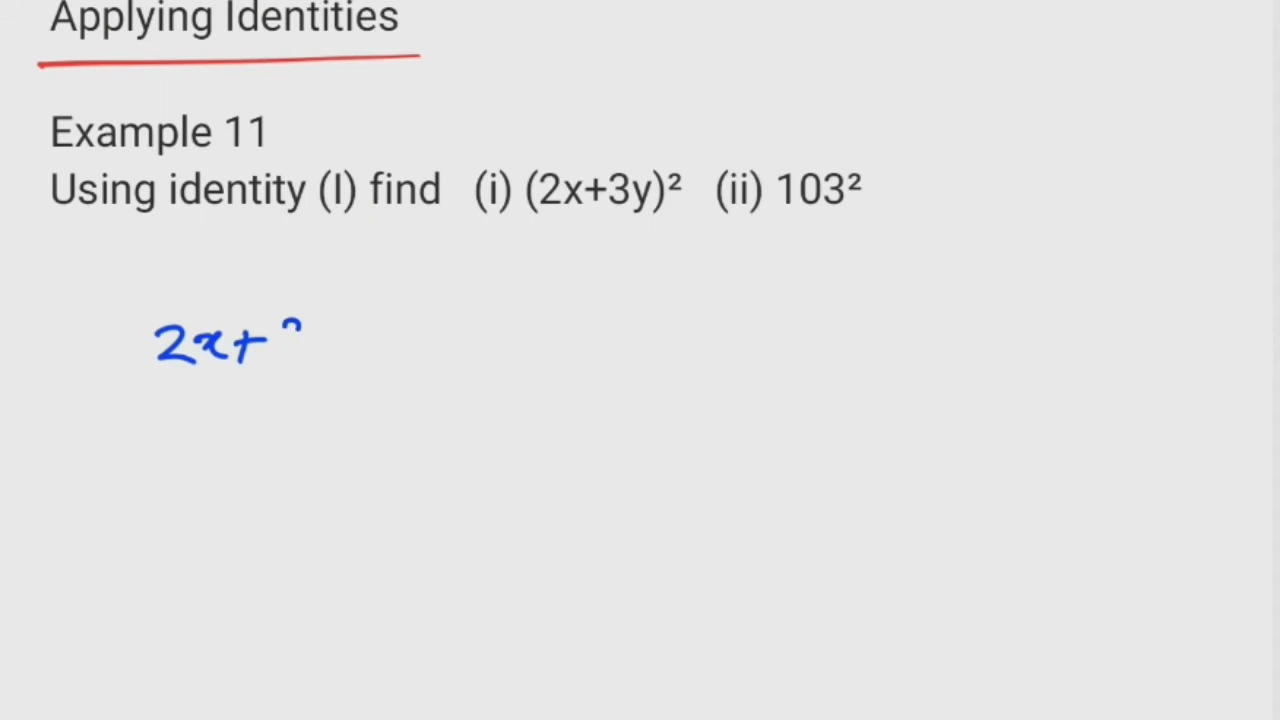 Applying Identities
Example 11
Using identity (I) find (i) (2x+3y)² (ii) 103²
2x+